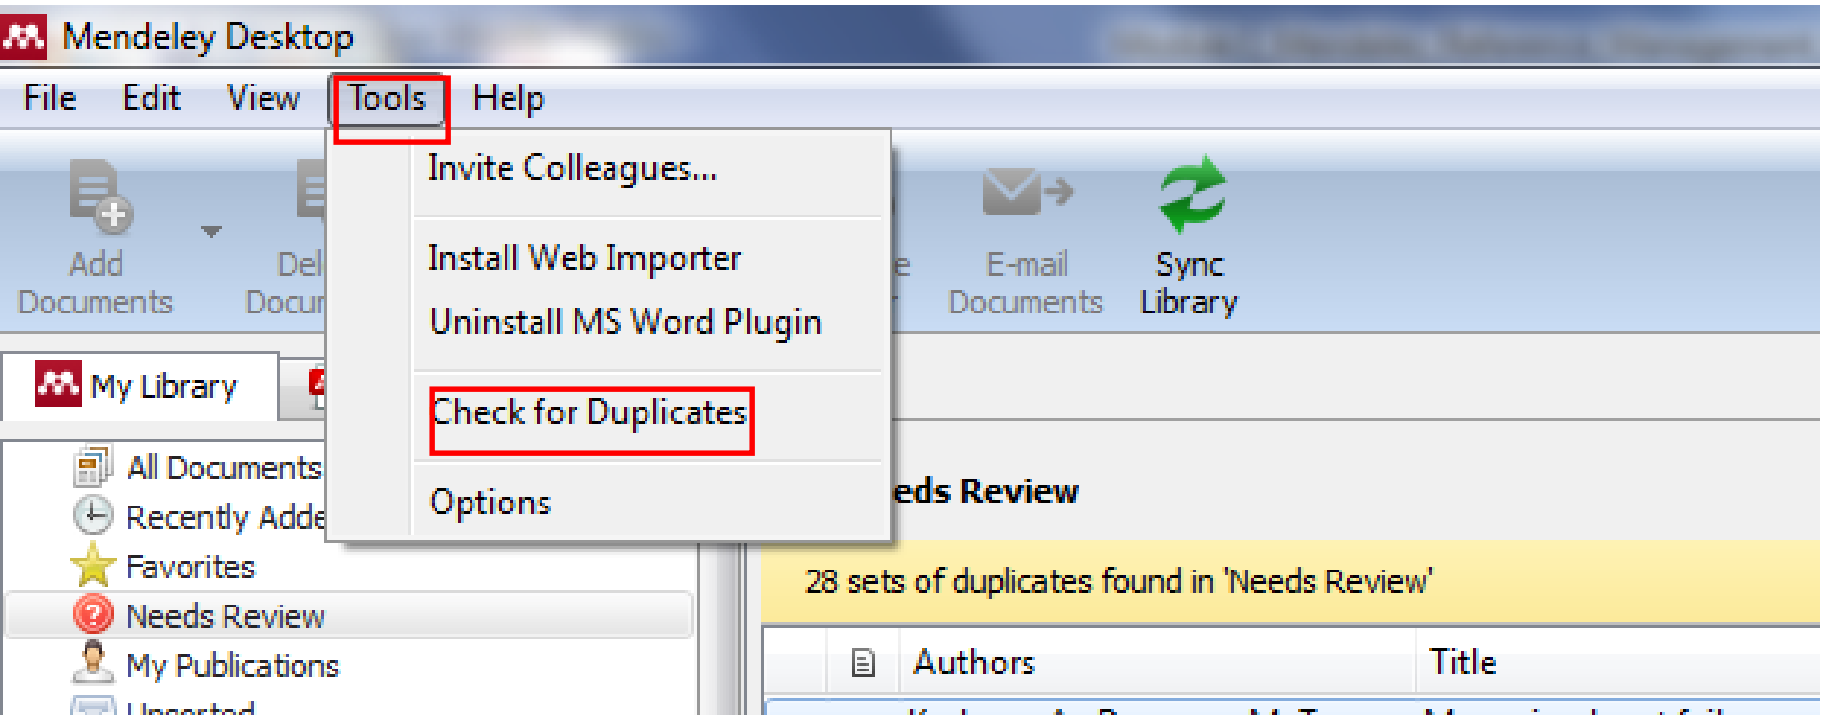 Mendeley Desktop
File Edit View Tools Help
Invite Colleagues...
Install Web Importer
Uninstall MS Word Plugin
Check for Duplicates
Options
Add
Documents
E-mail
Documents
Sync
Library
My Library
All Documents
Recently Adde
Favorites
Needs Review
My Publications
Unsorted
eds Review
28 sets of duplicates found in 'Needs Review'
Authors Title